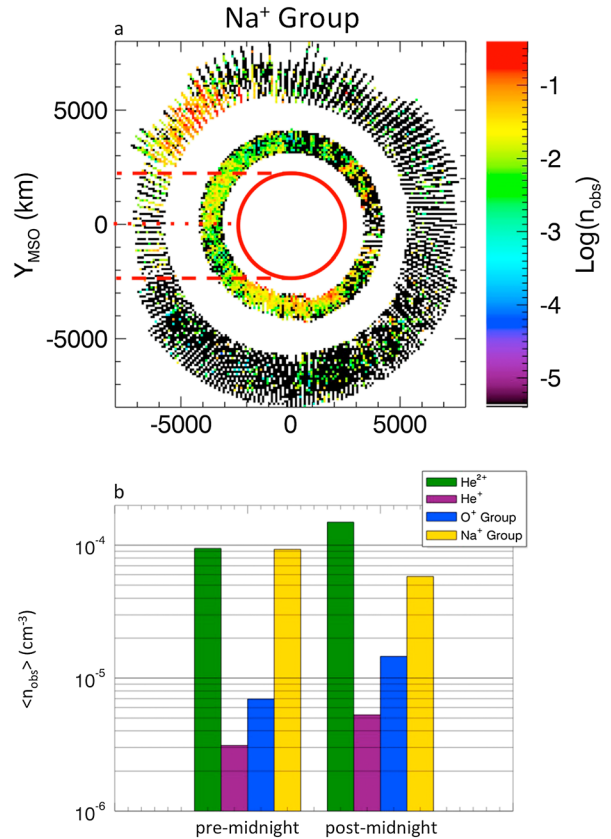 Na⁺ Group
a
5000
0
-5000
Y_MSO (km)
-5000 0 5000
-1
-2
-3
-4
-5
Log(n_obs)
b
He²⁺
He⁺
O⁺ Group
Na⁺ Group
10⁻⁴
10⁻⁵
10⁻⁶
<n_obs> (cm⁻³)
pre-midnight post-midnight